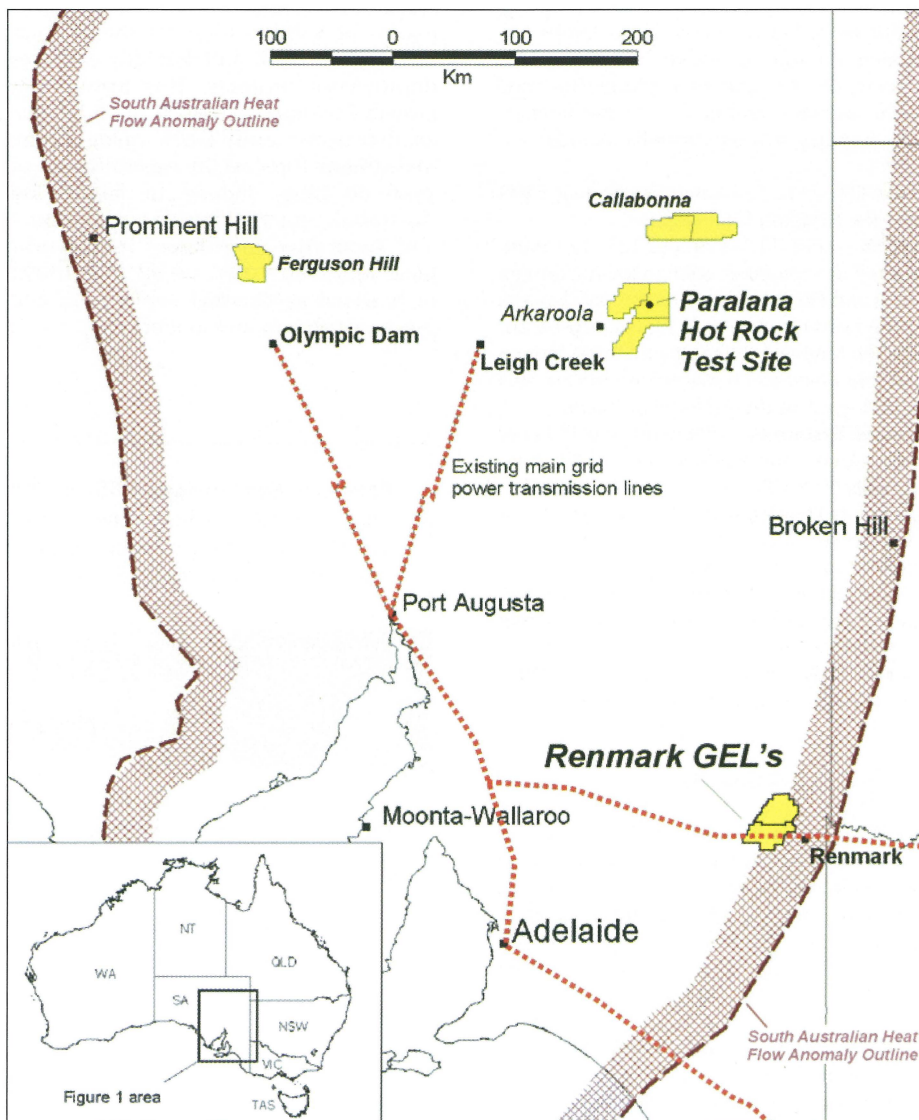 100 0 100 200
Km
South Australian Heat
Flow Anomaly Outline
Callabonna
Prominent Hill
Ferguson Hill
Paralana
Hot Rock
Test Site
Arkaroola
Olympic Dam
Leigh Creek
Existing main grid
power transmission lines
Broken Hill
Port Augusta
Renmark GEL's
Moonta-Wallaroo
Renmark
Adelaide
South Australian Heat
Flow Anomaly Outline
NT
QLD
WA
SA
NSW
VIC
TAS
Figure 1 area